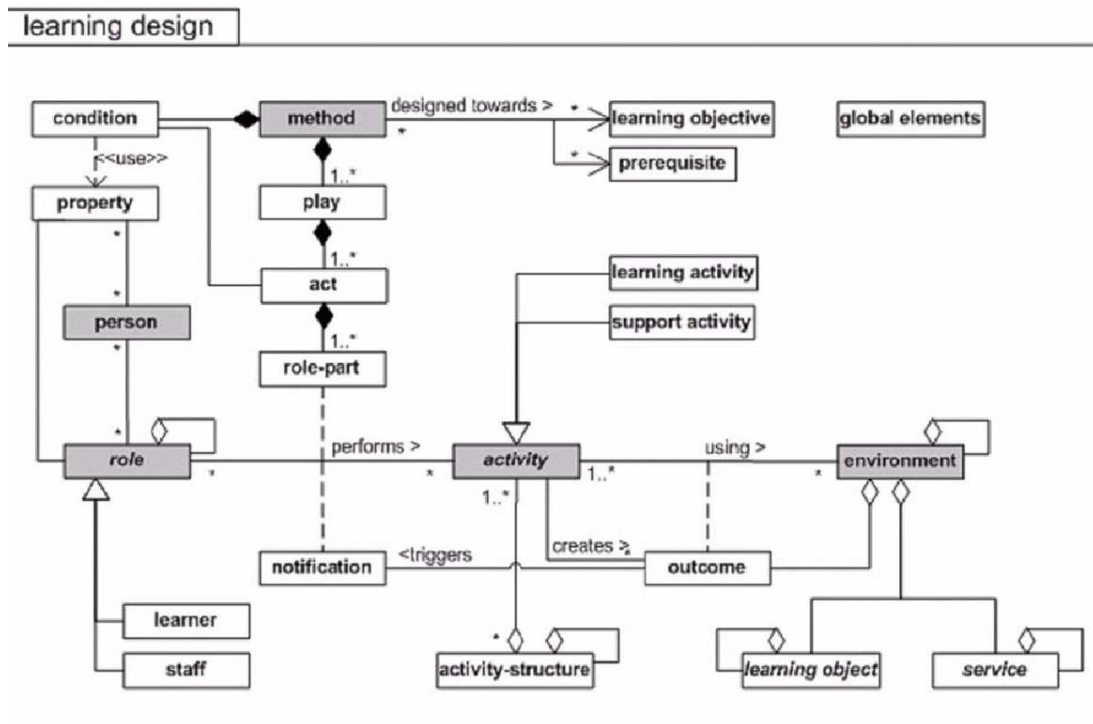 learning design
condition
method
designed towards >
*
*
learning objective
global elements
*
prerequisite
<<use>>
1..*
property
play
*
1..*
act
learning activity
*
person
support activity
*
1..*
role-part
*
role
*
performs >
*
activity
1..*
using >
*
environment
1..*
creates >
*
notification
<triggers
outcome
learner
staff
*
activity-structure
learning object
service